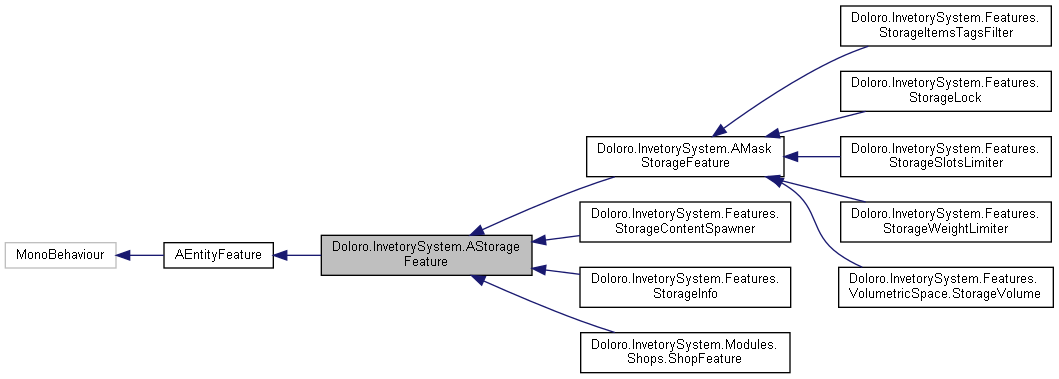 Doloro.InvetorySystem.Features.
StorageItemsTagsFilter
Doloro.InvetorySystem.Features.
StorageLock
Doloro.InvetorySystem.AMask
StorageFeature
Doloro.InvetorySystem.Features.
StorageSlotsLimiter
Doloro.InvetorySystem.Features.
StorageContentSpawner
Doloro.InvetorySystem.Features.
StorageWeightLimiter
MonoBehaviour
AEntityFeature
Doloro.InvetorySystem.AStorage
Feature
Doloro.InvetorySystem.Features.
StorageInfo
Doloro.InvetorySystem.Features.
VolumetricSpace.StorageVolume
Doloro.InvetorySystem.Modules.
Shops.ShopFeature